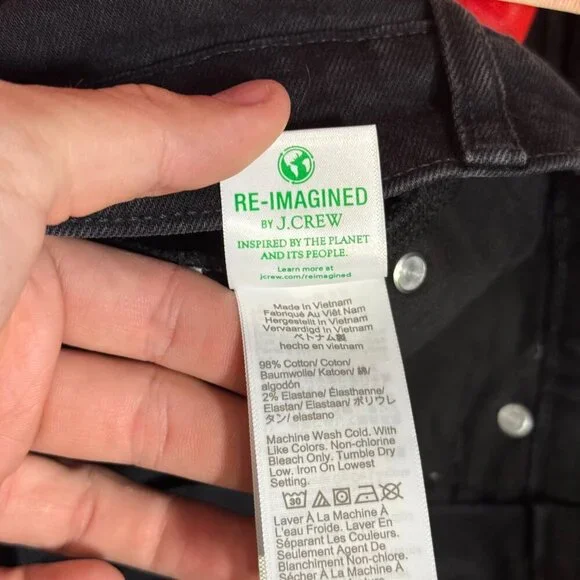 RE-IMAGINED
BY J.CREW
INSPIRED BY THE PLANET
AND ITS PEOPLE.
Learn more at
jcrew.com/reimagined
Made in Vietnam
Fabriqué Au Viêt Nam
Hergestellt in Vietnam
Vervaardigd in Vietnam
ベトナム製
hecho en vietnam
98% Cotton/ Coton/
Baumwolle/ Katoen/ 綿/
algodón
2% Elastane/ Élasthanne/
Elastan/ Elastaan/ ポリウレ
タン/ elastano
Machine Wash Cold. With
Like Colors. Non-chlorine
Bleach Only. Tumble Dry
Low. Iron On Lowest
Setting.
30
Laver À La Machine À
L'eau Froide. Laver En
Séparant Les Couleurs.
Seulement Agent De
Blanchiment Non-chlore.
Sécher À La Machine À